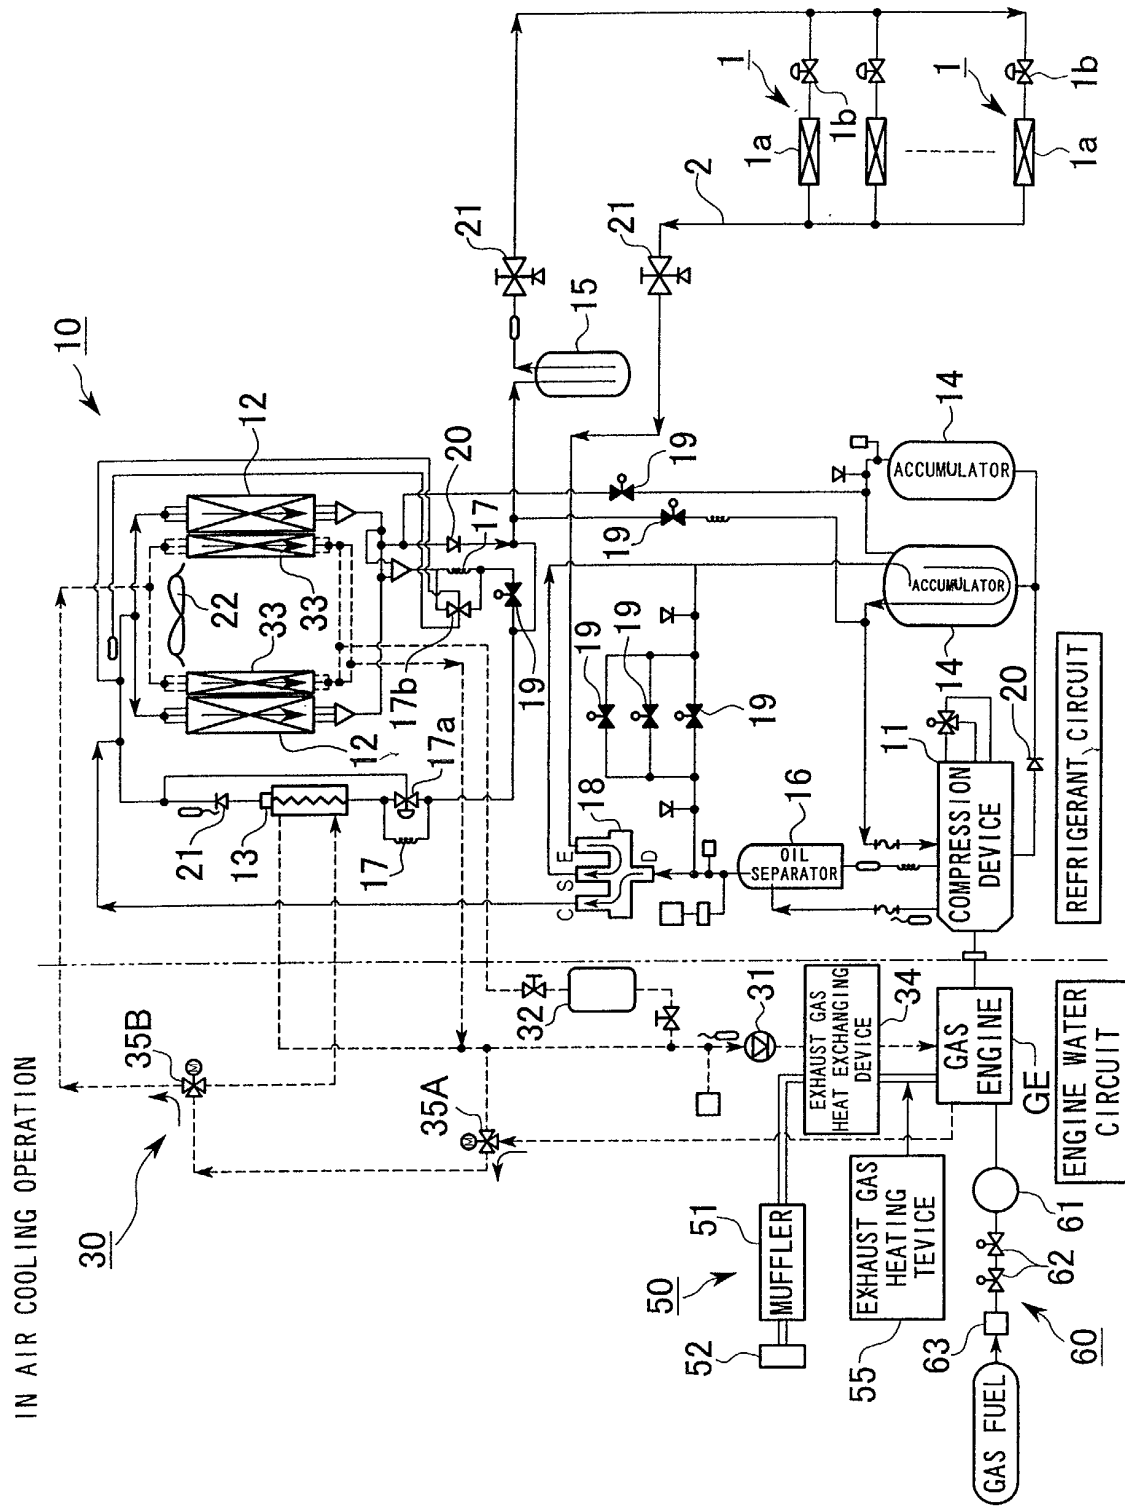 IN AIR COOLING OPERATION
30
35B
35A
10
12
33
22
33
12
13
21
17
17a
17b
19
20
17
15
21
21
2
1
1a
1b
1
1a
1b
19
19
19
19
19
18
C
S
E
D
16
OIL
SEPARATOR
14
ACCUMULATOR
14
ACCUMULATOR
11
20
COMPRESSION
DEVICE
REFRIGERANT CIRCUIT
32
31
34
EXHAUST GAS
HEAT EXCHANGING
DEVICE
GAS
ENGINE
GE
ENGINE WATER
CIRCUIT
50
51
MUFFLER
52
EXHAUST GAS
HEATING
TEVICE
55
61
62
63
60
GAS FUEL
M
M